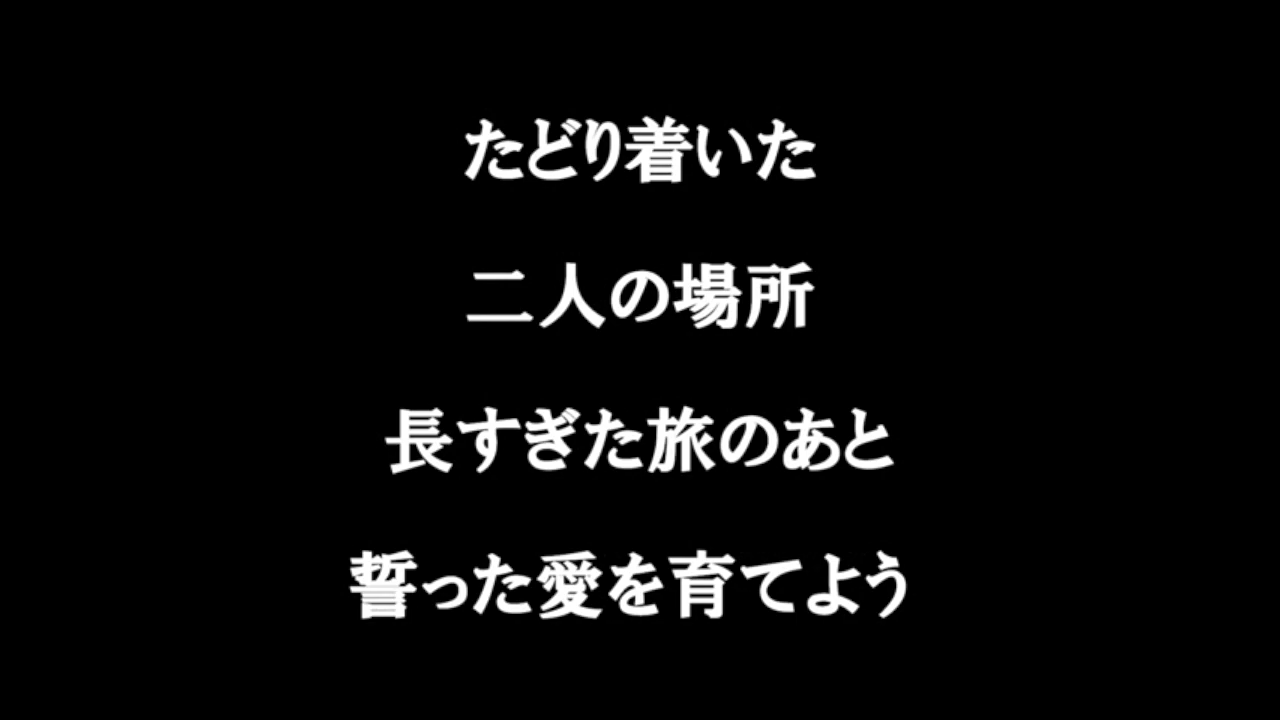 たどり着いた
二人の場所
長すぎた旅のあと
誓った愛を育てよう